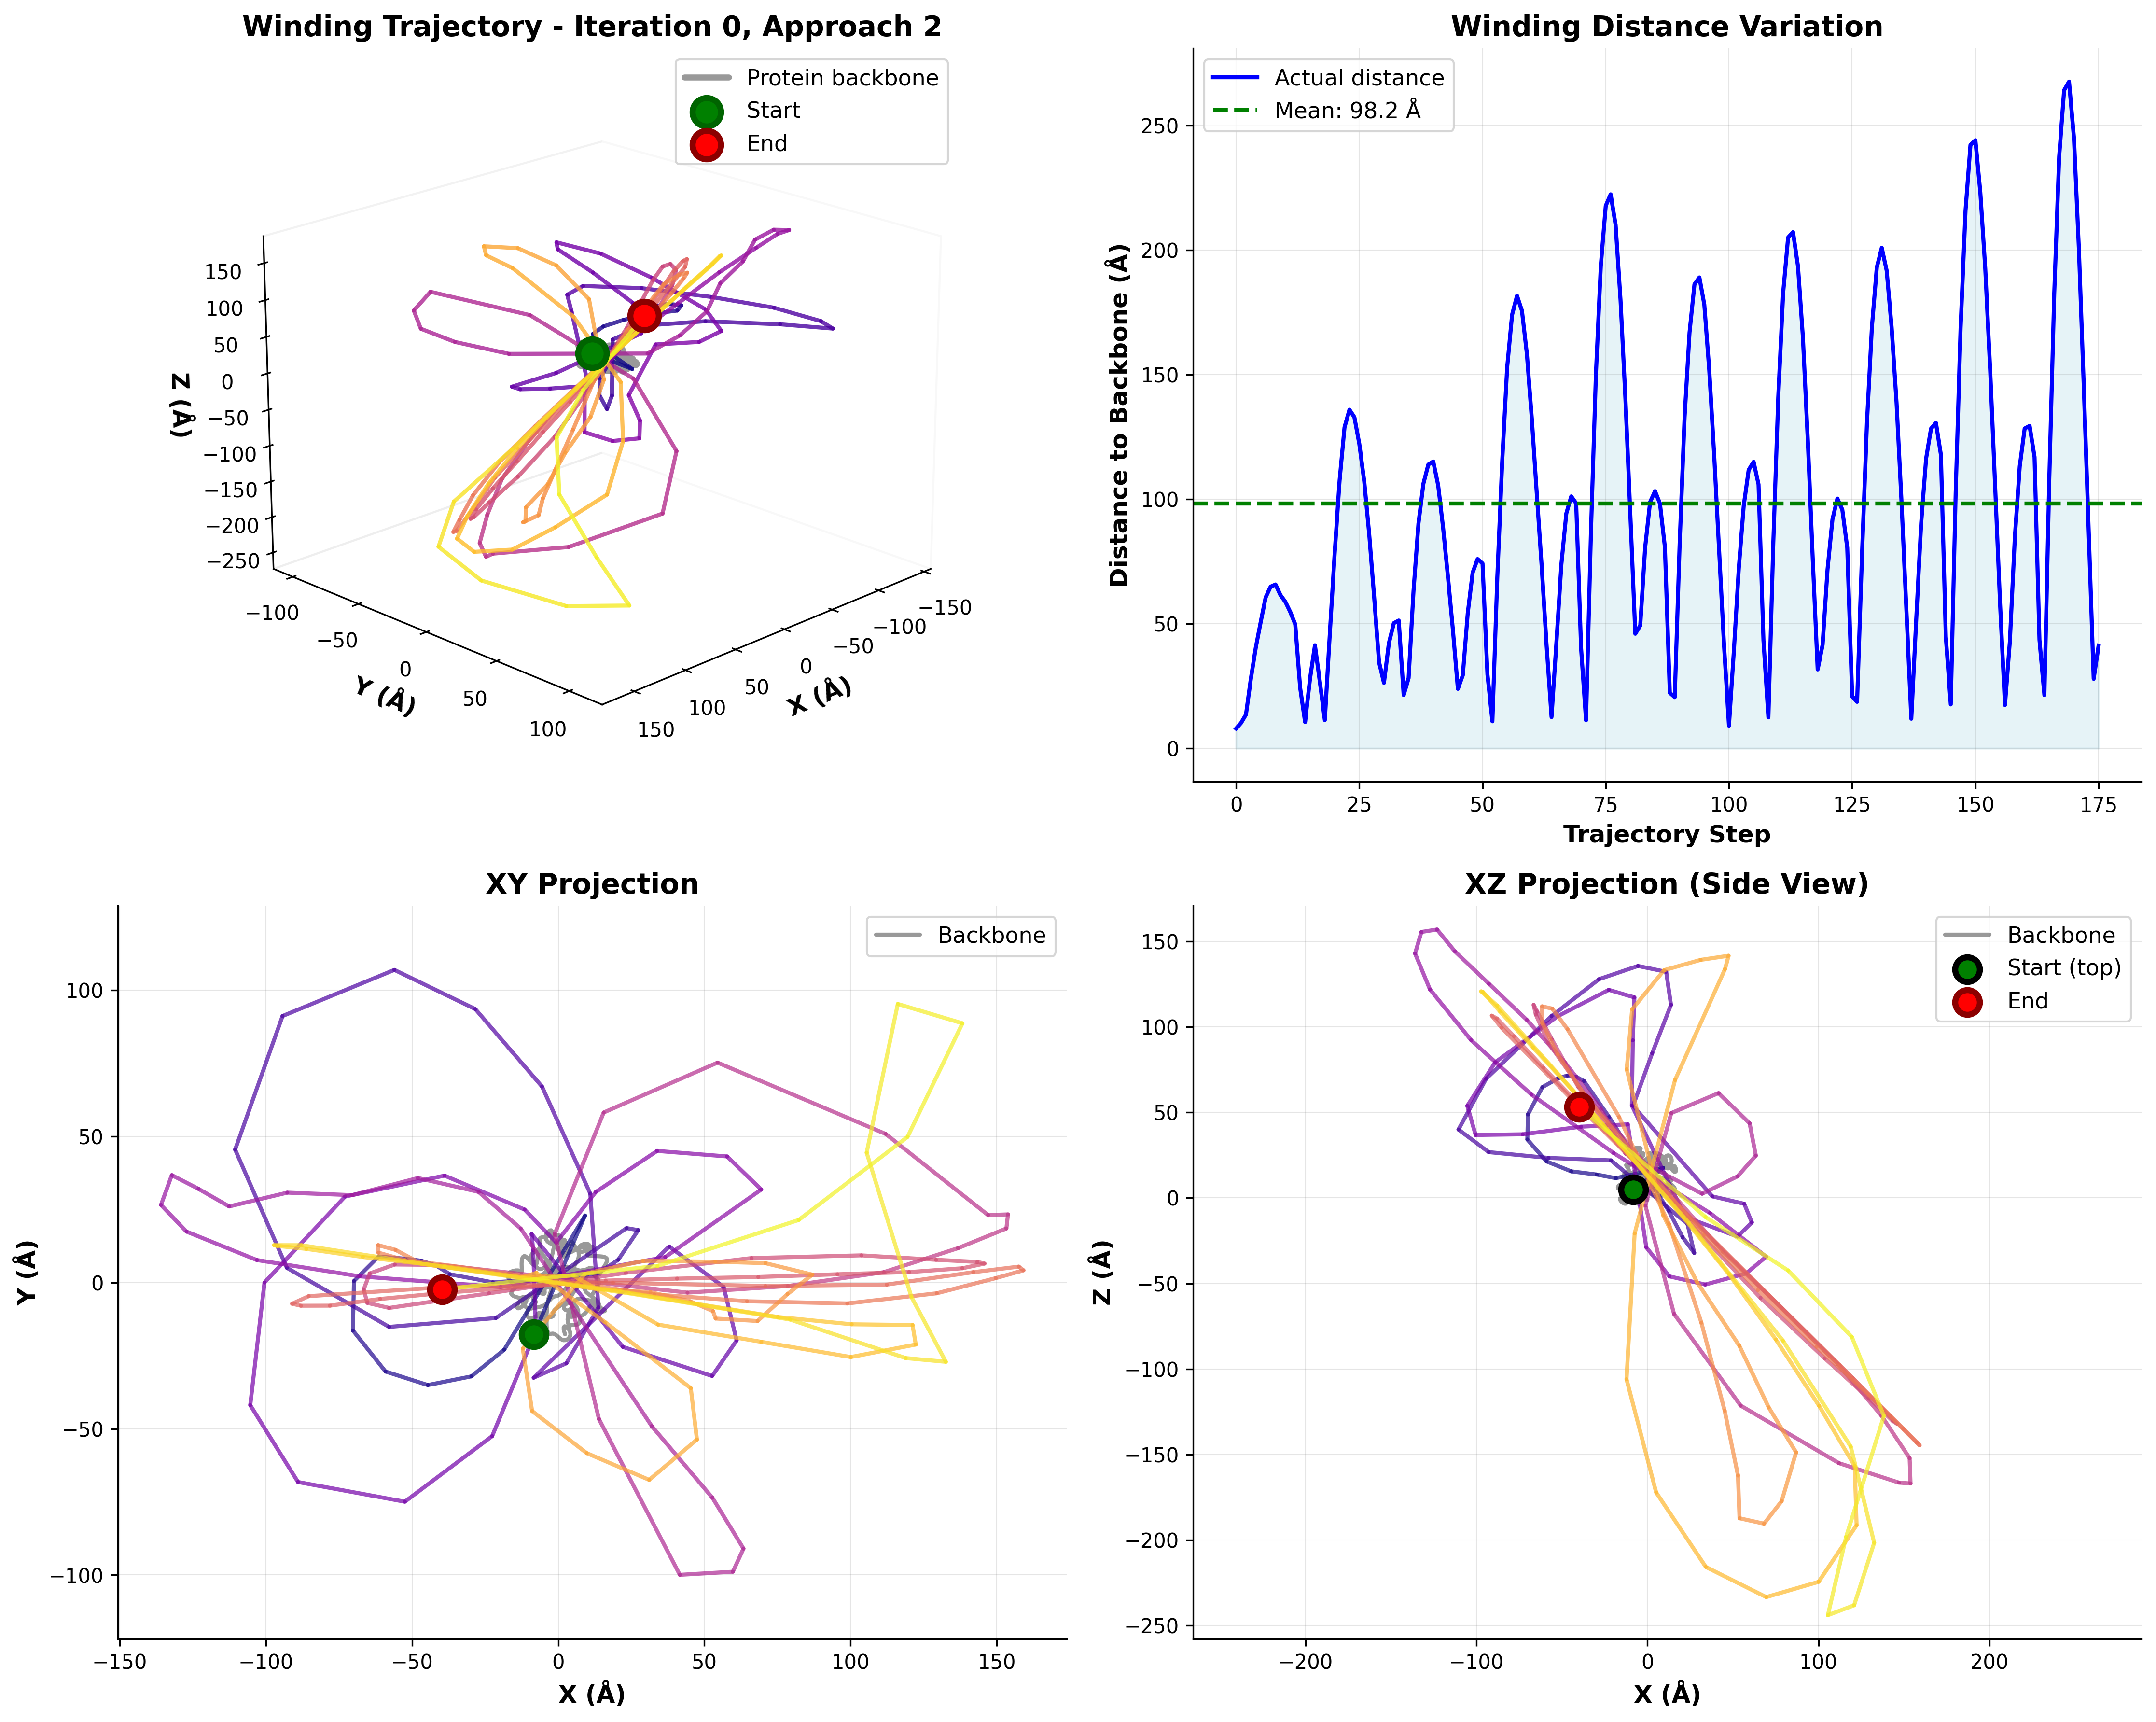 Winding Trajectory - Iteration 0, Approach 2
Protein backbone
Start
End
150
100
50
0
−50
−100
−150
−200
−250
Z (Å)
−100
−50
0
50
100
Y (Å)
150
100
50
0
−50
−100
−150
X (Å)
Winding Distance Variation
Actual distance
Mean: 98.2 Å
250
200
150
100
50
0
Distance to Backbone (Å)
0 25 50 75 100 125 150 175
Trajectory Step
XY Projection
Backbone
100
50
0
−50
−100
Y (Å)
−150 −100 −50 0 50 100 150
X (Å)
XZ Projection (Side View)
Backbone
Start (top)
End
150
100
50
0
−50
−100
−150
−200
−250
Z (Å)
−200 −100 0 100 200
X (Å)